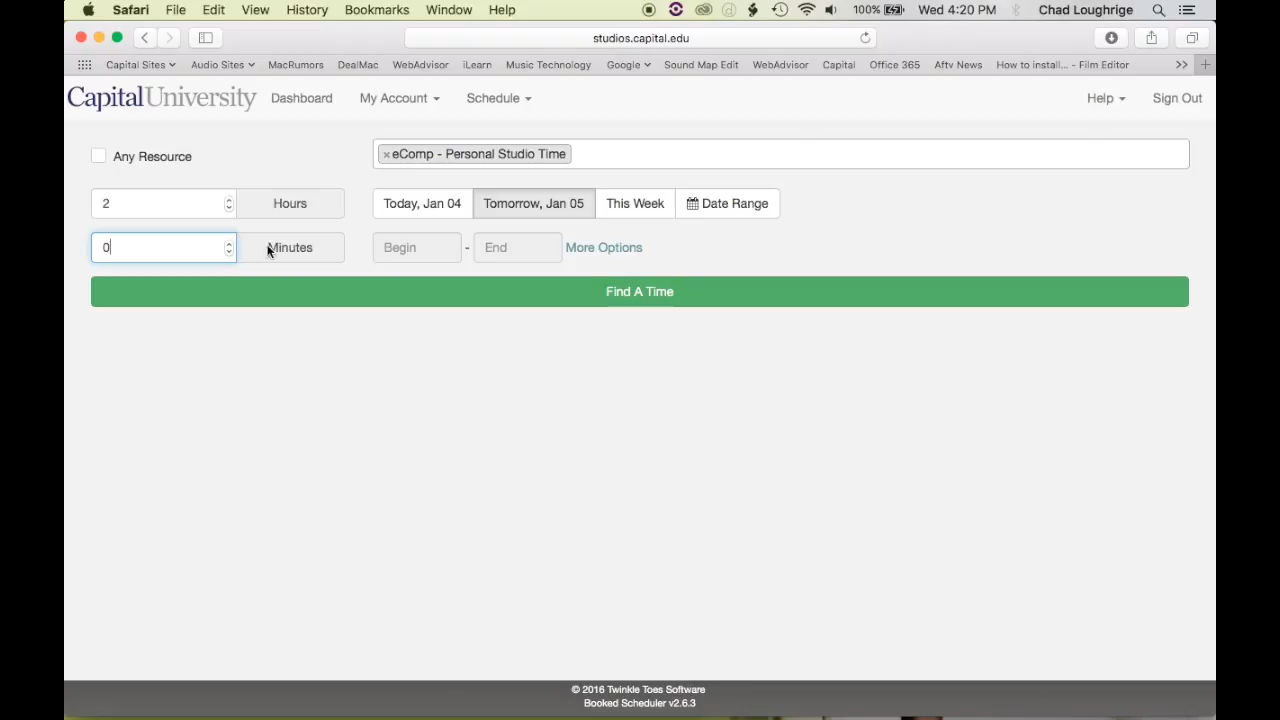 Safari File Edit View History Bookmarks Window Help 100% Wed 4:20 PM Chad Loughrige
studios.capital.edu
Capital Sites Audio Sites MacRumors DealMac WebAdvisor iLearn Music Technology Google Sound Map Edit WebAdvisor Capital Office 365 Aftv News How to install... - Film Editor >> +
CapitalUniversity Dashboard My Account Schedule Help Sign Out
Any Resource × eComp - Personal Studio Time
2 Hours Today, Jan 04 Tomorrow, Jan 05 This Week Date Range
0 Minutes Begin - End More Options
Find A Time
© 2016 Twinkle Toes Software
Booked Scheduler v2.6.3